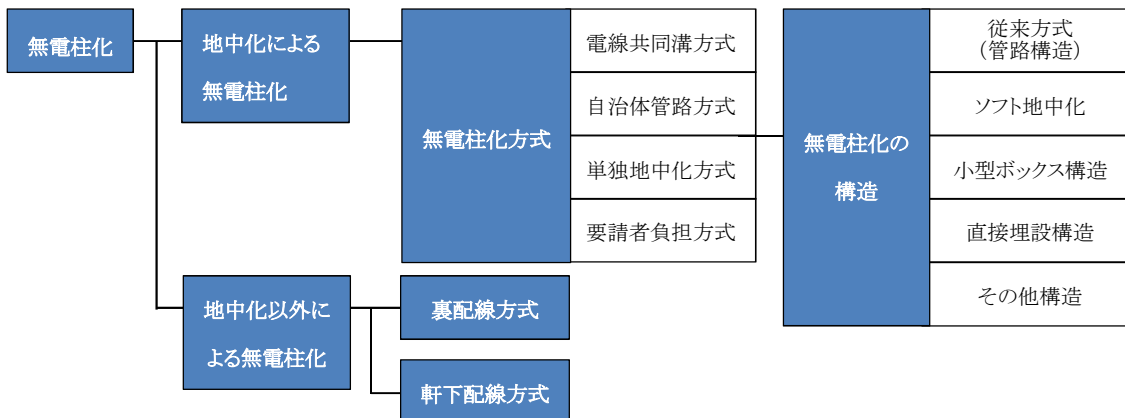 無電柱化
地中化による
無電柱化
無電柱化方式
電線共同溝方式
自治体管路方式
単独地中化方式
要請者負担方式
無電柱化の
構造
従来方式
(管路構造)
ソフト地中化
小型ボックス構造
直接埋設構造
その他構造
地中化以外に
よる無電柱化
裏配線方式
軒下配線方式